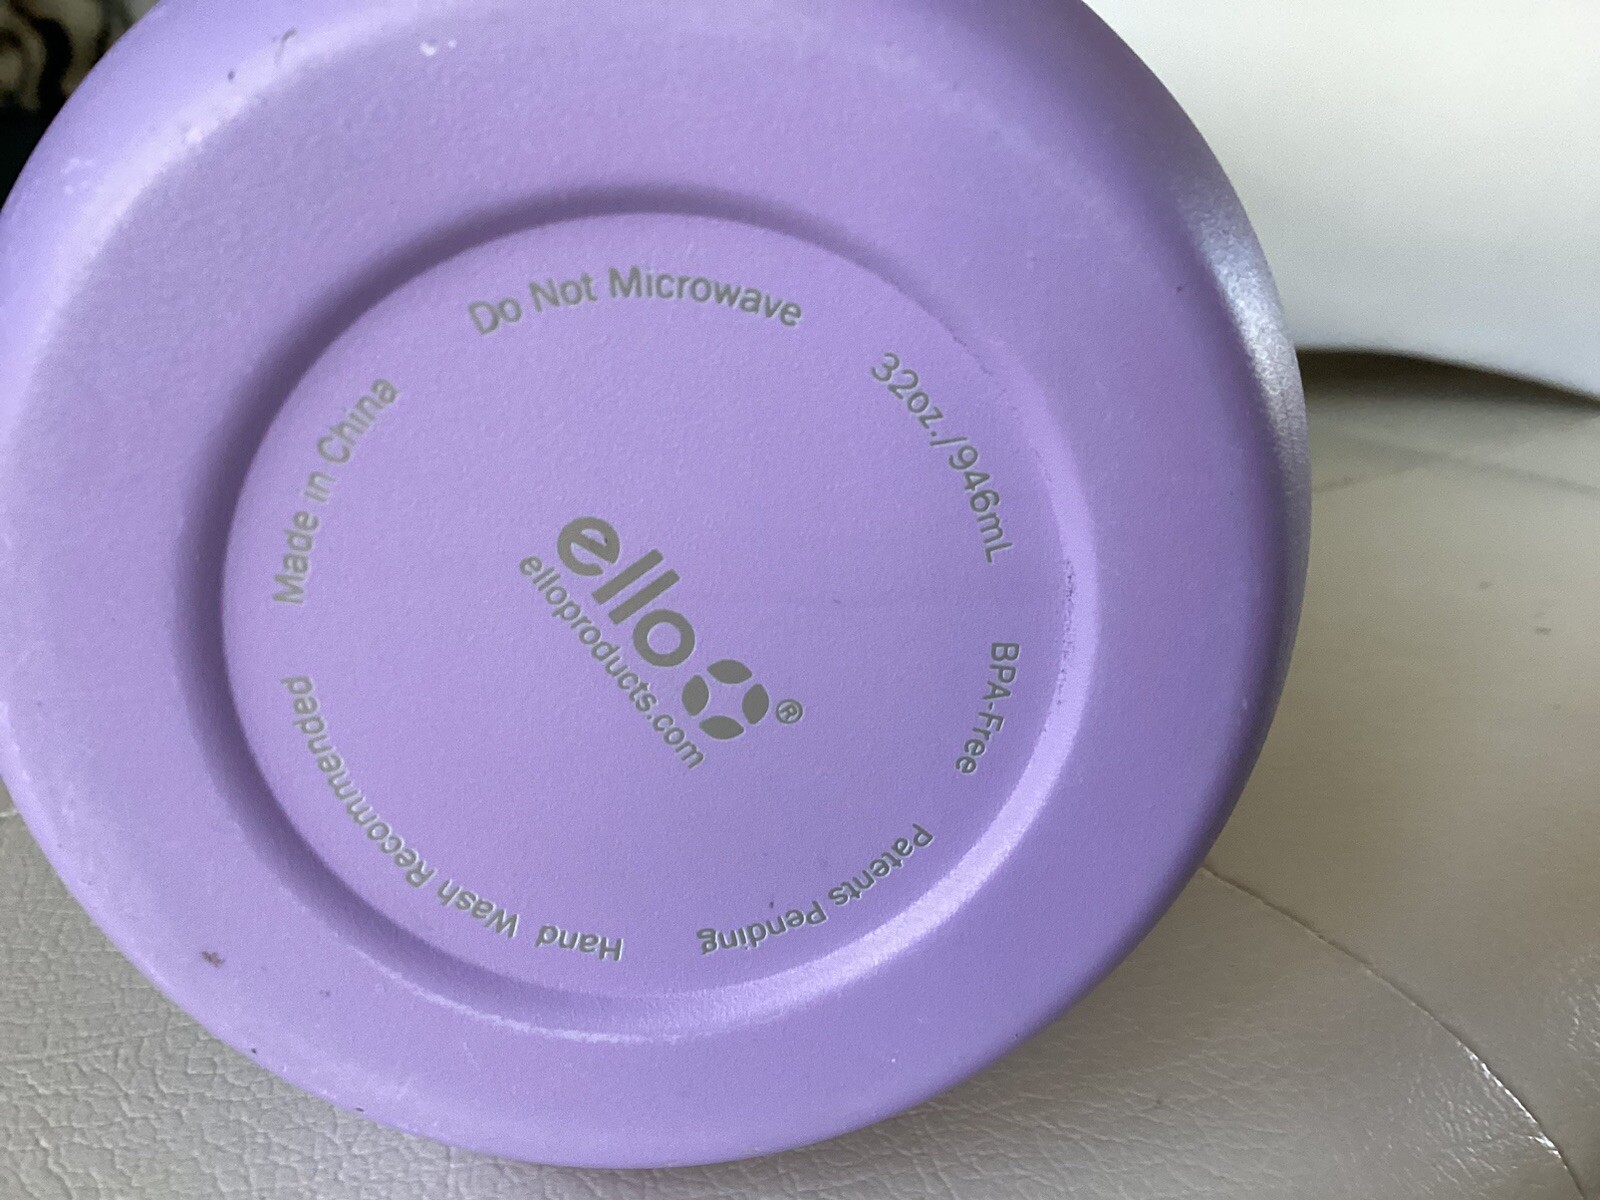 Do Not Microwave
32oz./946mL
BPA-Free
Patents Pending
Hand Wash Recommended
Made in China
ello®
elloproducts.com